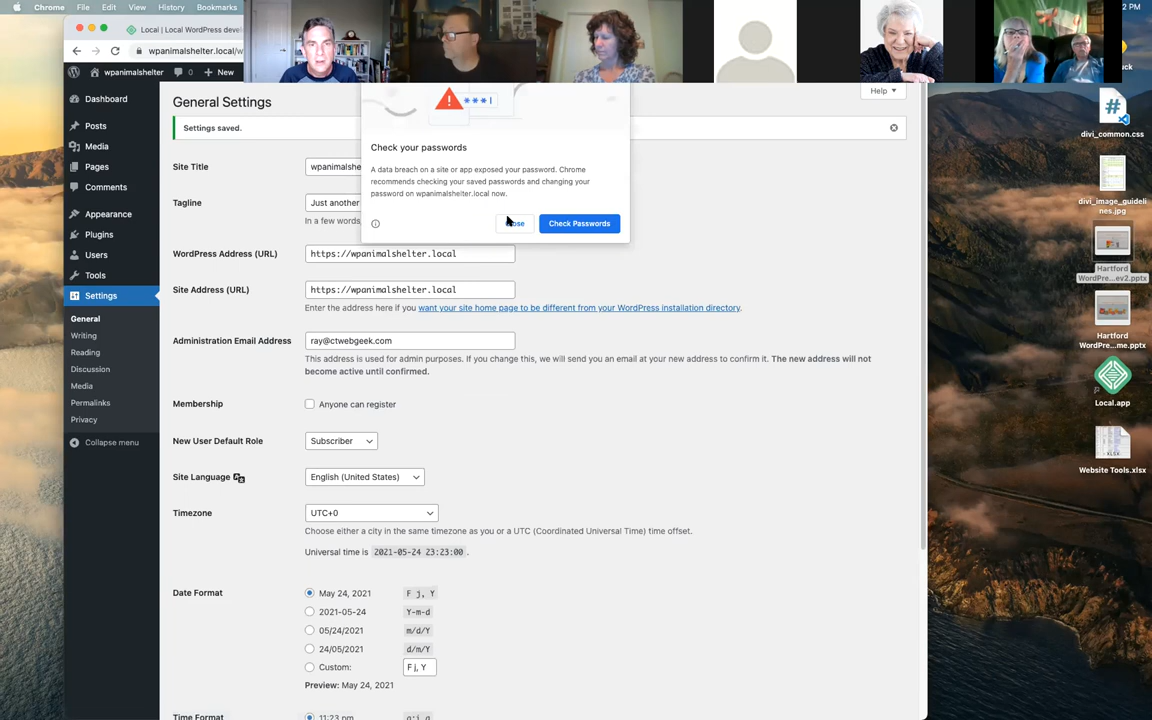 Chrome File Edit View History Bookmarks
2 PM
Local | Local WordPress devel
wpanimalshelter.local/w
wpanimalshelter 0 + New
Dashboard
Posts
Media
Pages
Comments
Appearance
Plugins
Users
Tools
Settings
General
Writing
Reading
Discussion
Media
Permalinks
Privacy
Collapse menu
General Settings
Help
Settings saved.
***|
Check your passwords
A data breach on a site or app exposed your password. Chrome
recommends checking your saved passwords and changing your
password on wpanimalshelter.local now.
Check Passwords
Site Title wpanimalshe
Tagline Just another
In a few words,
WordPress Address (URL) https://wpanimalshelter.local
Site Address (URL) https://wpanimalshelter.local
Enter the address here if you want your site home page to be different from your WordPress installation directory.
Administration Email Address ray@ctwebgeek.com
This address is used for admin purposes. If you change this, we will send you an email at your new address to confirm it. The new address will not
become active until confirmed.
Membership Anyone can register
New User Default Role Subscriber
Site Language English (United States)
Timezone UTC+0
Choose either a city in the same timezone as you or a UTC (Coordinated Universal Time) time offset.
Universal time is 2021-05-24 23:23:00 .
Date Format May 24, 2021 F j, Y
2021-05-24 Y-m-d
05/24/2021 m/d/Y
24/05/2021 d/m/Y
Custom: F j, Y
Preview: May 24, 2021
Time Format 11:23 pm g:i a
uck
divi_common.css
divi_image_guideli
nes.jpg
Hartford
WordPre...ev2.pptx
Hartford
WordPre...me.pptx
Local.app
XLSX
Website Tools.xlsx